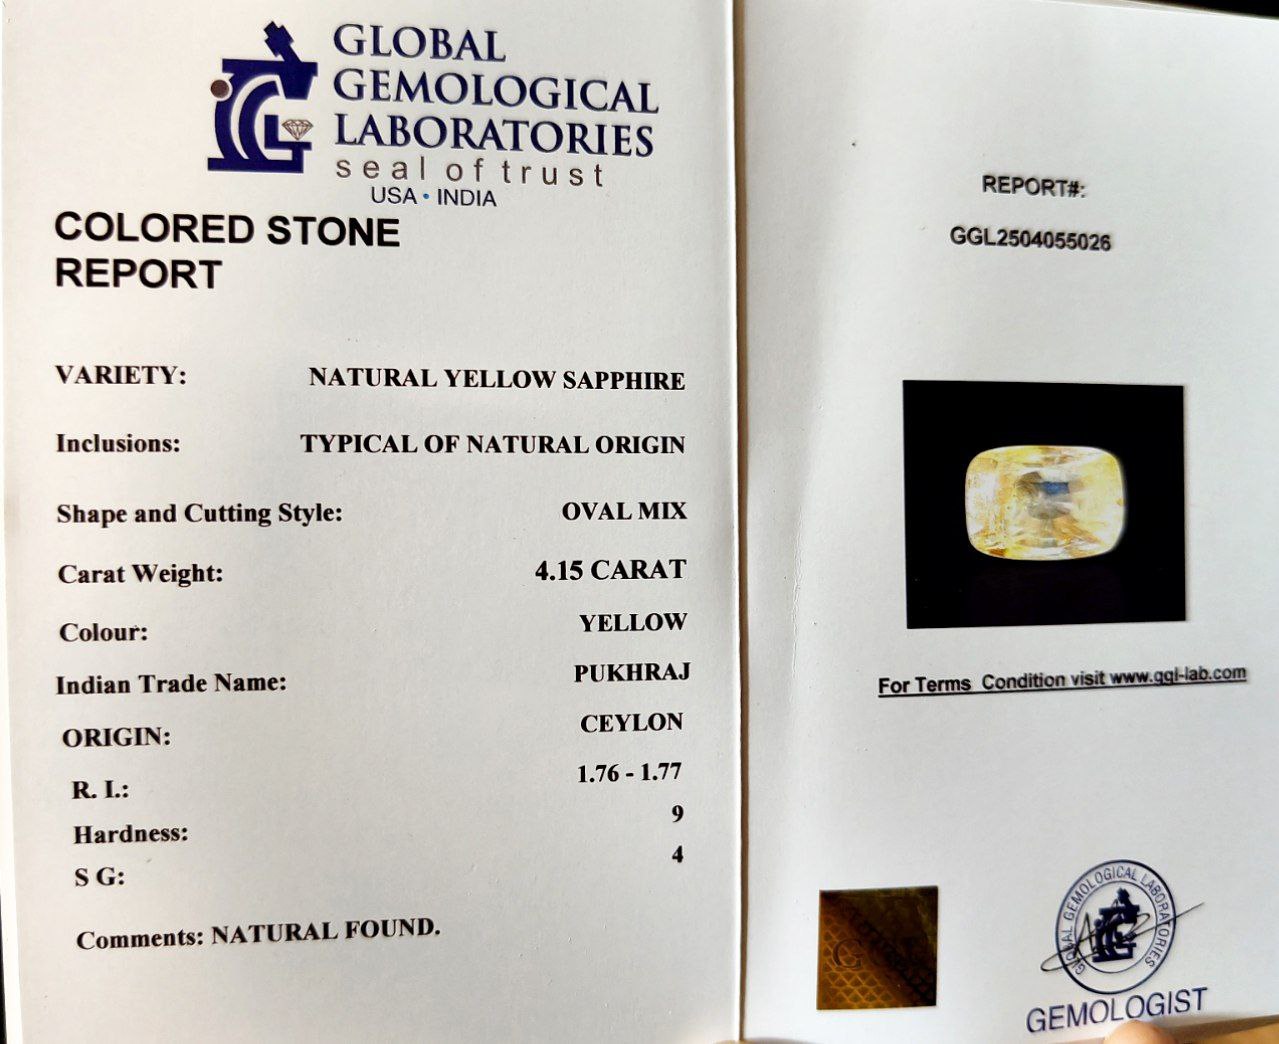 GLOBAL
GEMOLOGICAL
LABORATORIES
seal of trust
USA • INDIA
COLORED STONE
REPORT
VARIETY: NATURAL YELLOW SAPPHIRE
Inclusions: TYPICAL OF NATURAL ORIGIN
Shape and Cutting Style: OVAL MIX
Carat Weight: 4.15 CARAT
Colour: YELLOW
Indian Trade Name: PUKHRAJ
ORIGIN: CEYLON
R. I.: 1.76 - 1.77
Hardness: 9
S G: 4
Comments: NATURAL FOUND.
REPORT#:
GGL2504055026
For Terms Condition visit www.ggl-lab.com
GLOBAL GEMOLOGICAL LABORATORIES
GEMOLOGIST